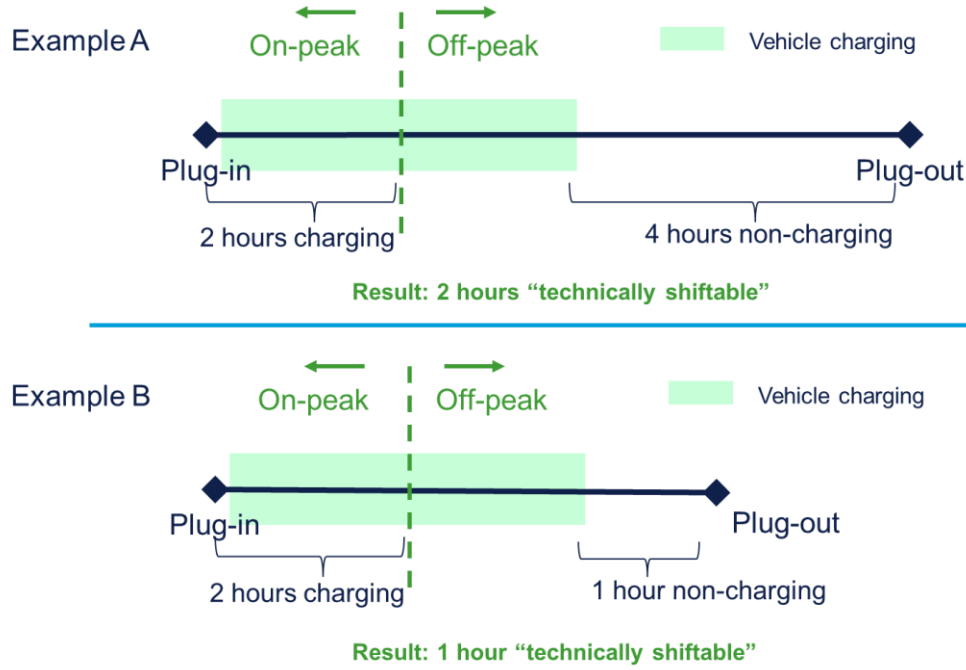 Example A
On-peak
Off-peak
Vehicle charging
Plug-in
Plug-out
2 hours charging
4 hours non-charging
Result: 2 hours “technically shiftable”
Example B
On-peak
Off-peak
Vehicle charging
Plug-in
Plug-out
2 hours charging
1 hour non-charging
Result: 1 hour “technically shiftable”